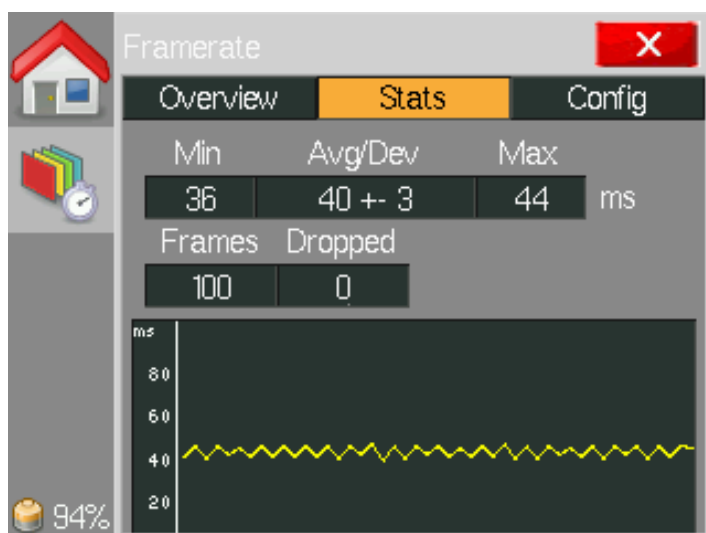 Framerate
X
Overview Stats Config
Min Avg/Dev Max
36 40 +- 3 44 ms
Frames Dropped
100 0
ms
80
60
40
20
94%